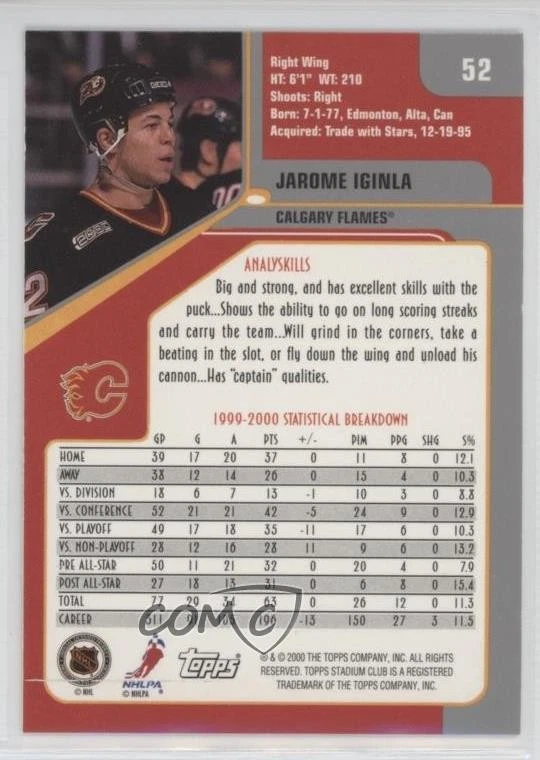 52
Right Wing
HT: 6'1" WT: 210
Shoots: Right
Born: 7-1-77, Edmonton, Alta, Can
Acquired: Trade with Stars, 12-19-95
JAROME IGINLA
CALGARY FLAMES®
ANALYSKILLS
Big and strong, and has excellent skills with the
puck...Shows the ability to go on long scoring streaks
and carry the team...Will grind in the corners, take a
beating in the slot, or fly down the wing and unload his
cannon...Has "captain" qualities.
1999-2000 STATISTICAL BREAKDOWN
GP G A PTS +/- PIM PPG SHG S%
HOME 39 17 20 37 0 11 8 0 12.1
AWAY 38 12 14 26 0 15 4 0 10.3
VS. DIVISION 18 6 7 13 -1 10 3 0 8.8
VS. CONFERENCE 52 21 21 42 -5 24 9 0 12.9
VS. PLAYOFF 49 17 18 35 -11 17 6 0 10.3
VS. NON-PLAYOFF 28 12 16 28 11 9 6 0 13.2
PRE ALL-STAR 50 11 21 32 0 20 4 0 7.9
POST ALL-STAR 27 18 13 31 0 6 8 0 15.4
TOTAL 77 29 34 63 0 26 12 0 11.3
CAREER 311 91 105 196 -13 150 27 3 11.5
COMC
NHL
© NHL
NHLPA
© NHLPA
TOPPS
® & © 2000 THE TOPPS COMPANY, INC. ALL RIGHTS
RESERVED. TOPPS STADIUM CLUB IS A REGISTERED
TRADEMARK OF THE TOPPS COMPANY, INC.